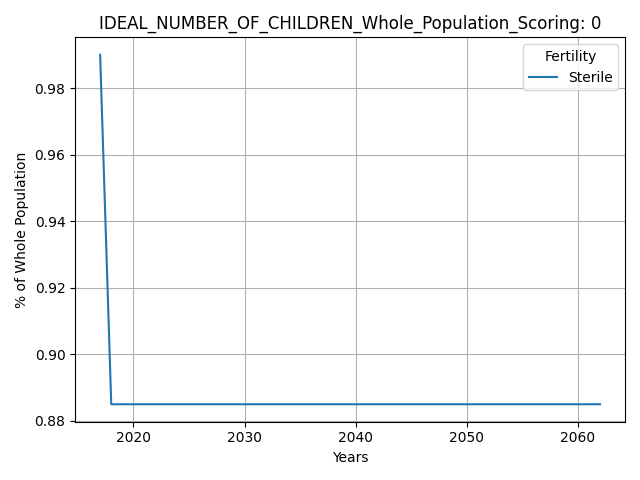 IDEAL_NUMBER_OF_CHILDREN_Whole_Population_Scoring: 0
Fertility
Sterile
% of Whole Population
0.98
0.96
0.94
0.92
0.90
0.88
2020 2030 2040 2050 2060
Years